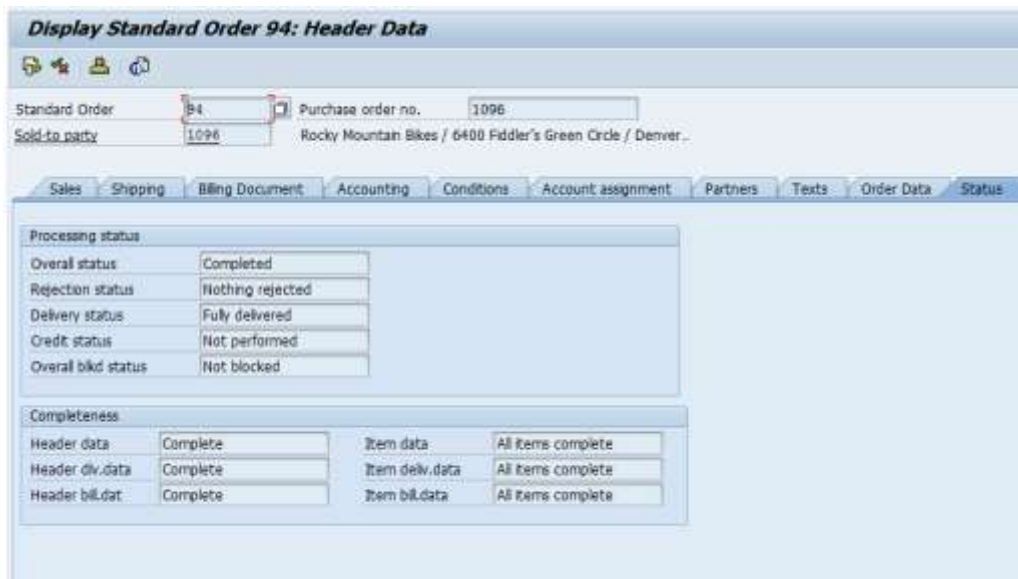 Display Standard Order 94: Header Data
Standard Order 94 Purchase order no. 1096
Sold-to party 1096 Rocky Mountain Bikes / 6400 Fiddler's Green Circle / Denver..
Sales Shipping Billing Document Accounting Conditions Account assignment Partners Texts Order Data Status
Processing status
Overall status Completed
Rejection status Nothing rejected
Delivery status Fully delivered
Credit status Not performed
Overall blkd status Not blocked
Completeness
Header data Complete Item data All items complete
Header dlv.data Complete Item deliv.data All items complete
Header bill.dat Complete Item bil.data All items complete